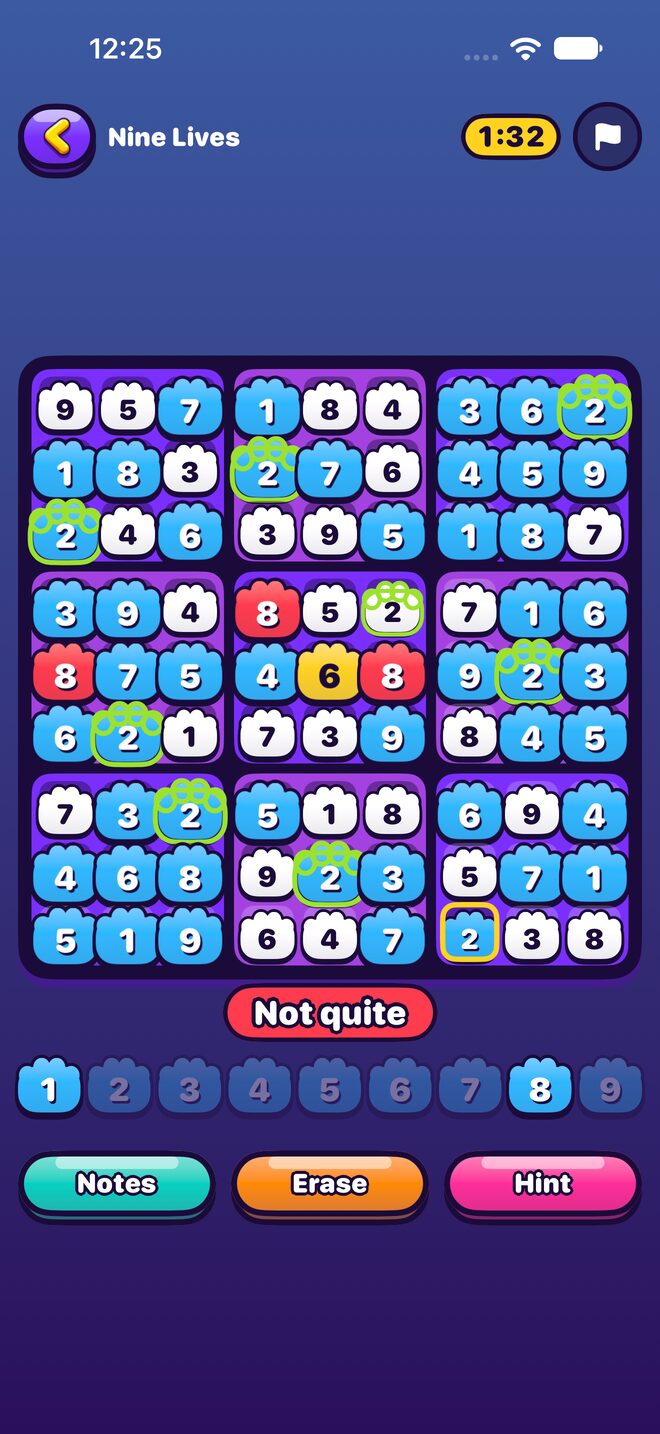 12:25
Nine Lives
1:32
9 5 7 1 8 4 3 6 2
1 8 3 2 7 6 4 5 9
2 4 6 3 9 5 1 8 7
3 9 4 8 5 2 7 1 6
8 7 5 4 6 8 9 2 3
6 2 1 7 3 9 8 4 5
7 3 2 5 1 8 6 9 4
4 6 8 9 2 3 5 7 1
5 1 9 6 4 7 2 3 8
Not quite
1 2 3 4 5 6 7 8 9
Notes Erase Hint